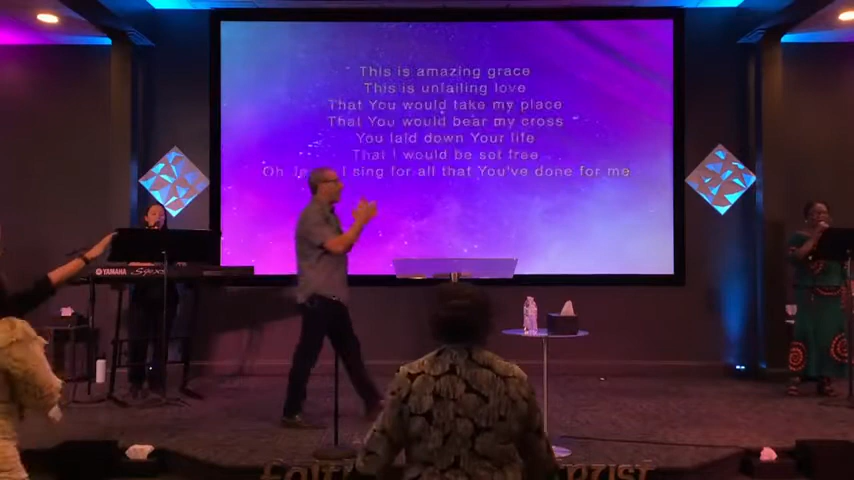 This is amazing grace
This is unfailing love
That You would take my place
That You would bear my cross
You laid down Your life
That I would be set free
Oh I sing for all that You've done for me
YAMAHA